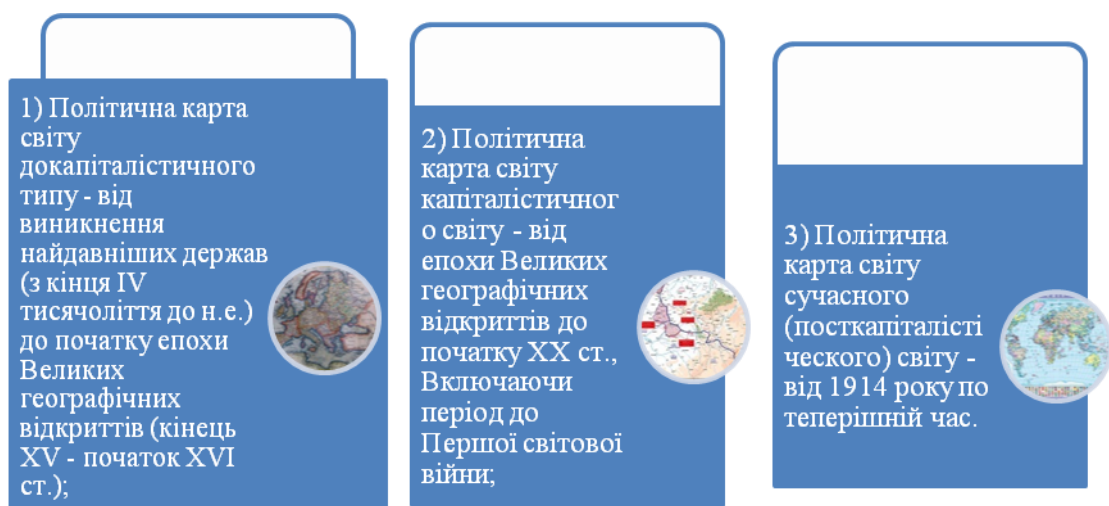 1) Політична карта
світу
докапіталістичного
типу - від
виникнення
найдавніших держав
(з кінця IV
тисячоліття до н.е.)
до початку епохи
Великих
географічних
відкриттів (кінець
XV - початок XVI
ст.);
2) Політична
карта світу
капіталістичног
о світу - від
епохи Великих
географічних
відкриттів до
початку XX ст.,
Включаючи
період до
Першої світової
війни;
3) Політична
карта світу
сучасного
(посткапіталісті
ческого) світу -
від 1914 року по
теперішній час.